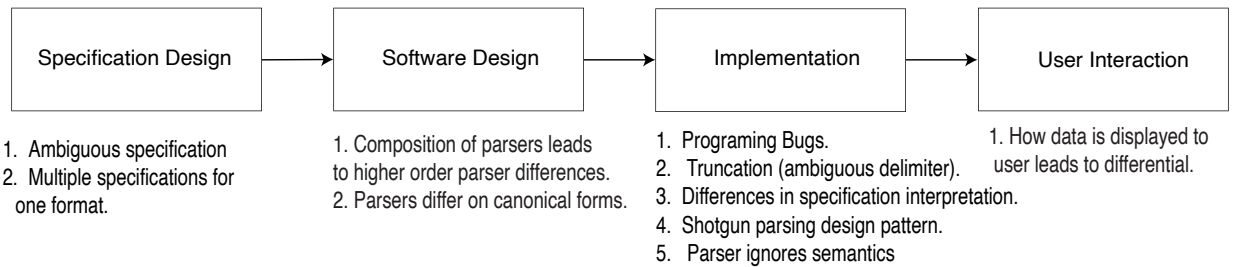 Specification Design
Software Design
Implementation
User Interaction
1. Ambiguous specification
2. Multiple specifications for
one format.
1. Composition of parsers leads
to higher order parser differences.
2. Parsers differ on canonical forms.
1. Programing Bugs.
2. Truncation (ambiguous delimiter).
3. Differences in specification interpretation.
4. Shotgun parsing design pattern.
5. Parser ignores semantics
1. How data is displayed to
user leads to differential.